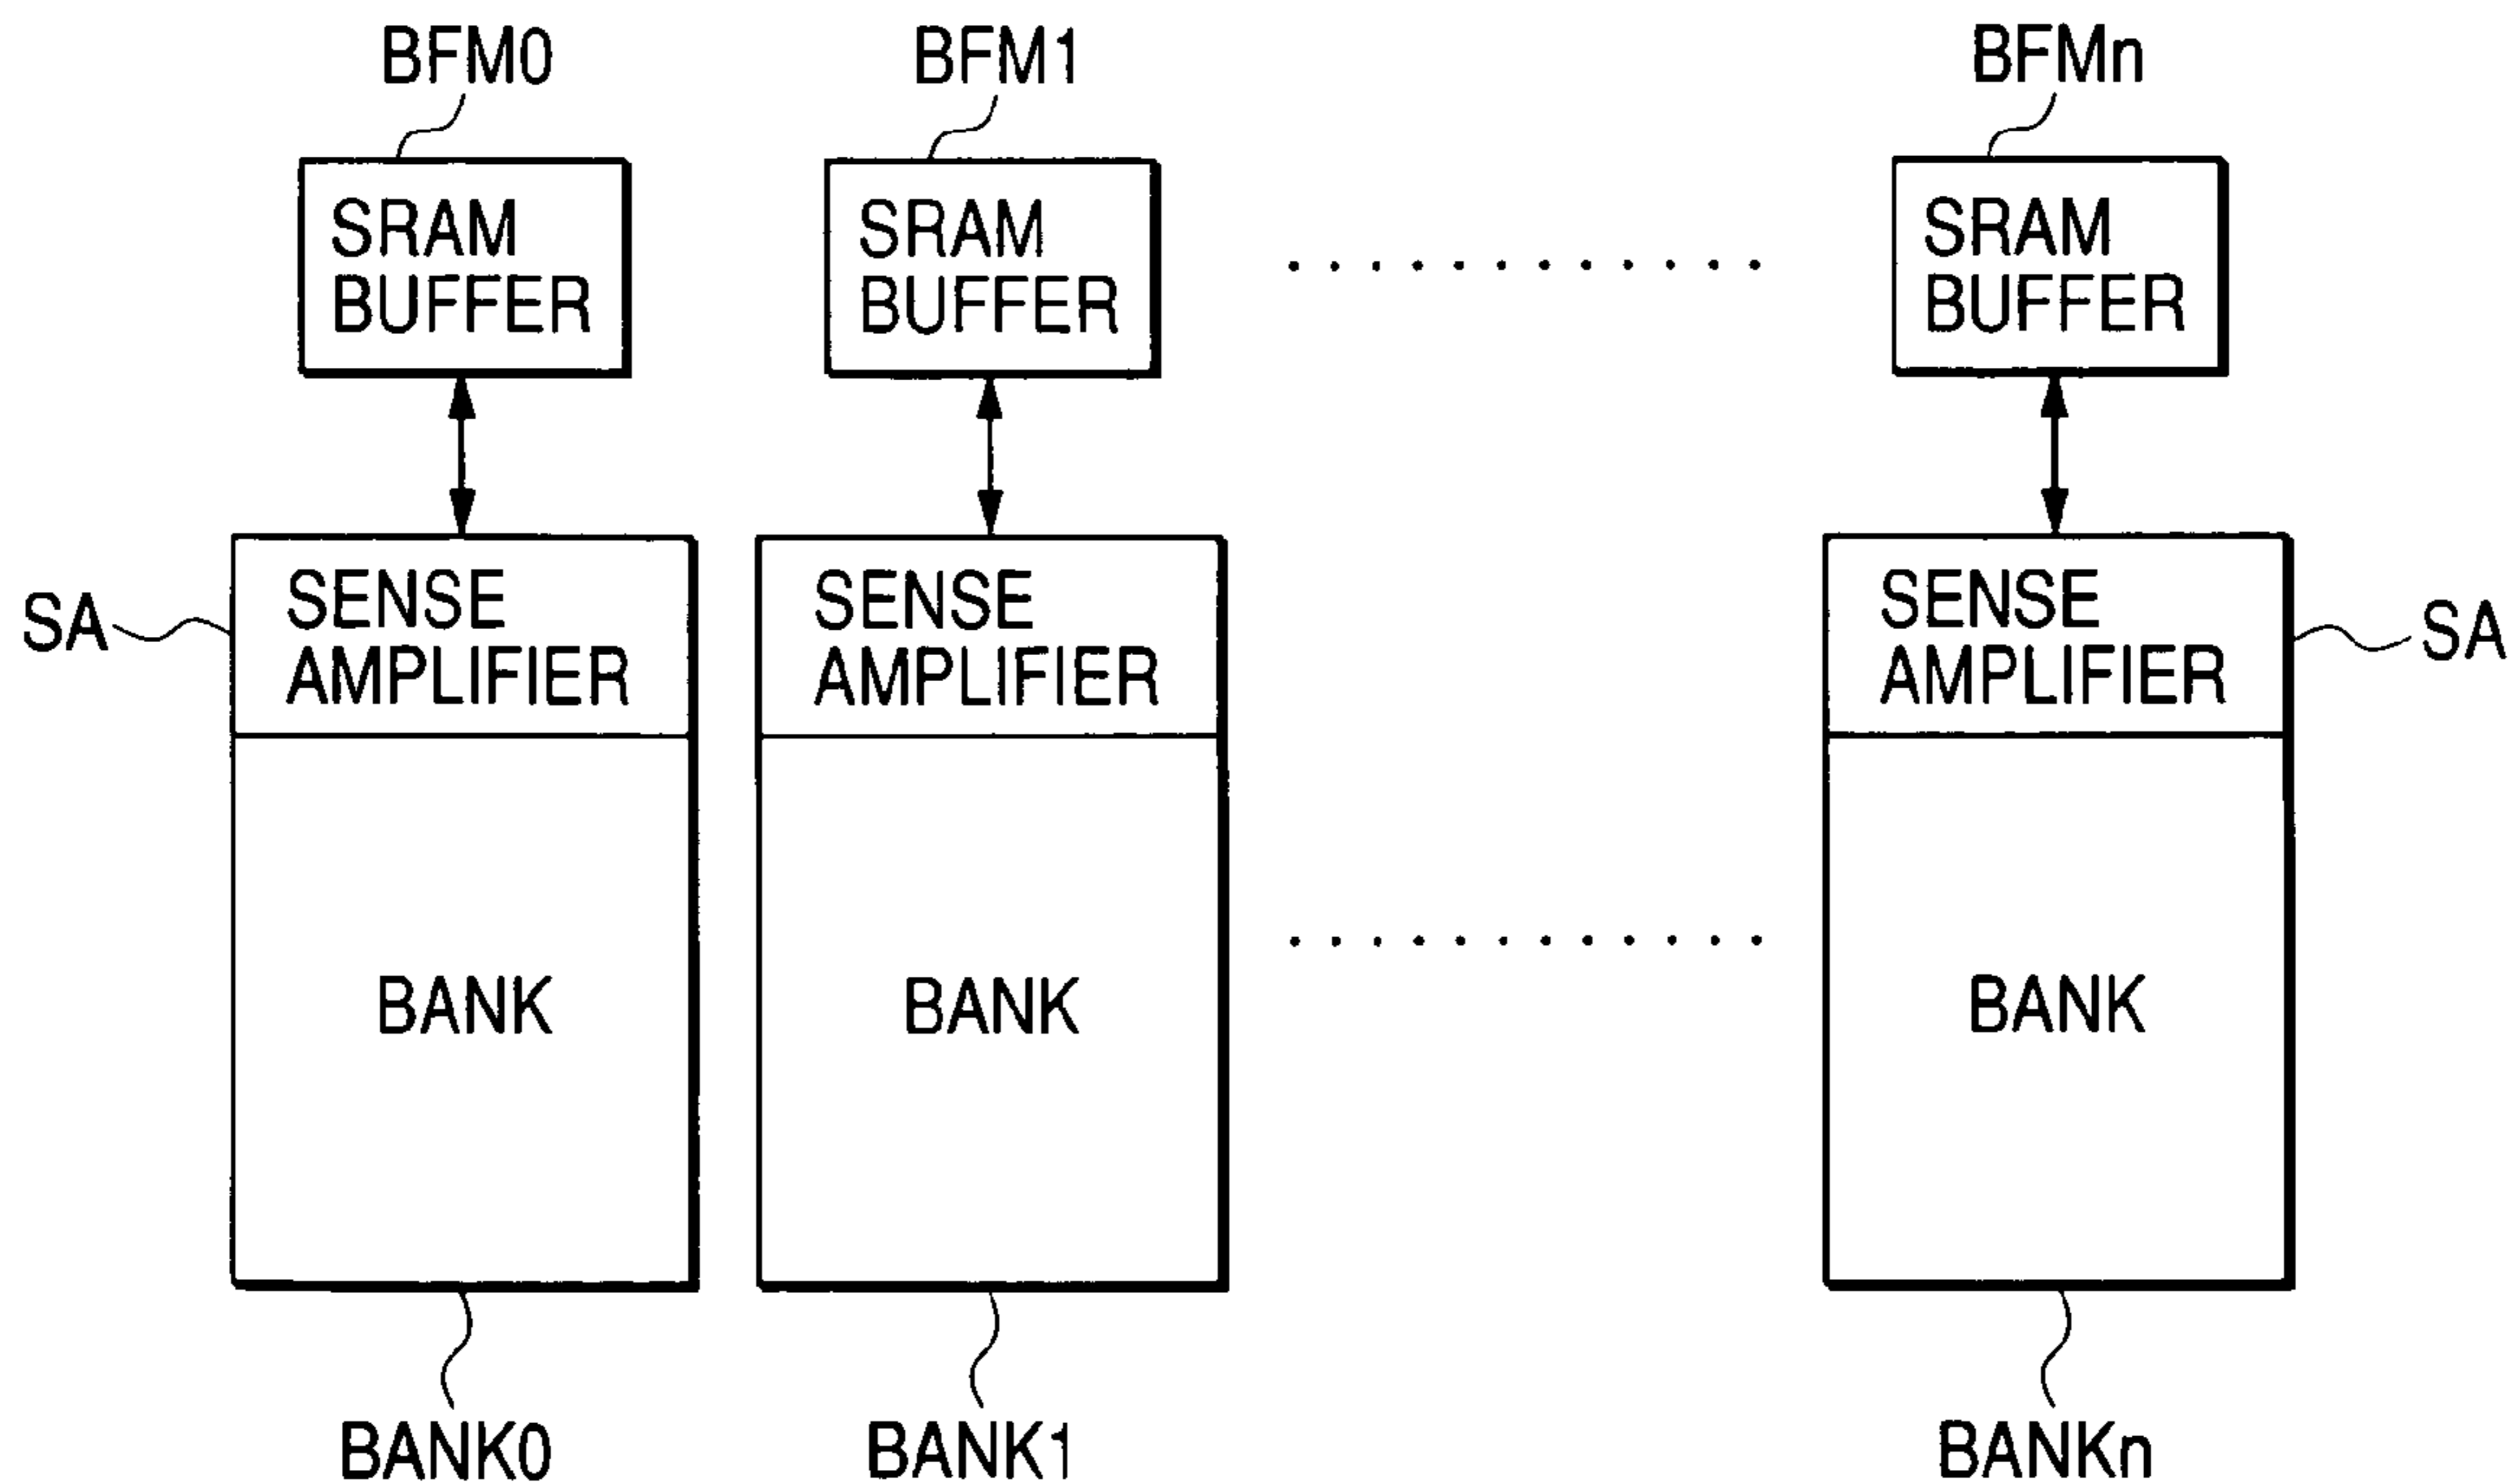 BFM0
BFM1
BFMn
SRAM
BUFFER
SRAM
BUFFER
SRAM
BUFFER
SA
SENSE
AMPLIFIER
SENSE
AMPLIFIER
SENSE
AMPLIFIER
SA
BANK
BANK
BANK
BANK0
BANK1
BANKn